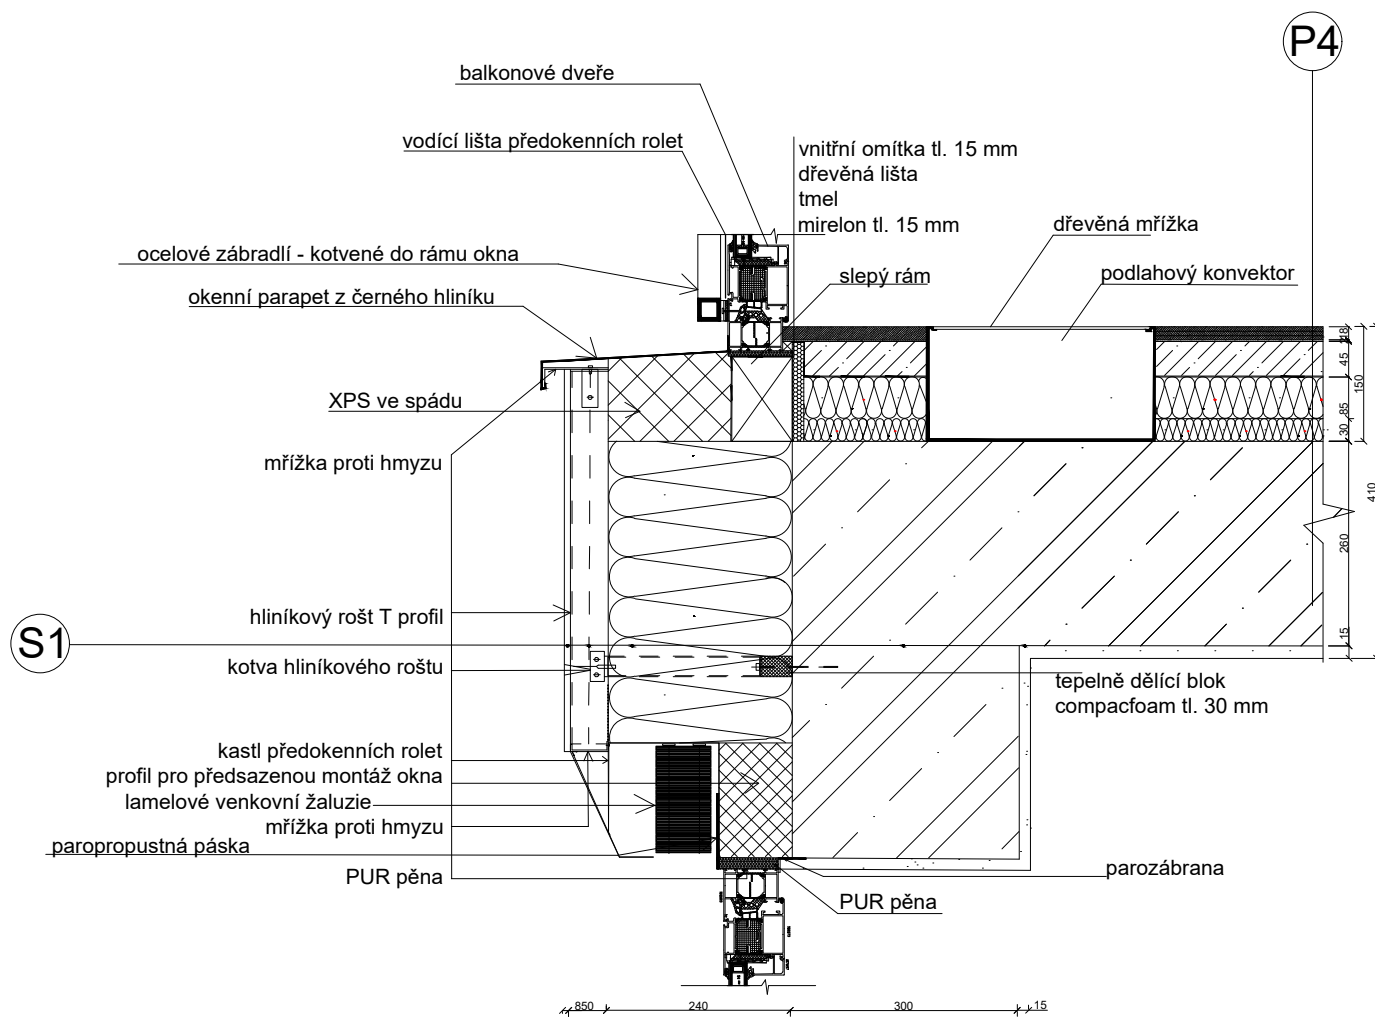 P4
balkonové dveře
vodící lišta předokenních rolet
vnitřní omítka tl. 15 mm
dřevěná lišta
tmel
mirelon tl. 15 mm
dřevěná mřížka
ocelové zábradlí - kotvené do rámu okna
slepý rám
podlahový konvektor
okenní parapet z černého hliníku
18
45
150
XPS ve spádu
85
30
mřížka proti hmyzu
410
260
hliníkový rošt T profil
S1
15
kotva hliníkového roštu
tepelně dělící blok
compacfoam tl. 30 mm
kastl předokenních rolet
profil pro předsazenou montáž okna
lamelové venkovní žaluzie
mřížka proti hmyzu
paropropustná páska
parozábrana
PUR pěna
PUR pěna
850
240
300
15